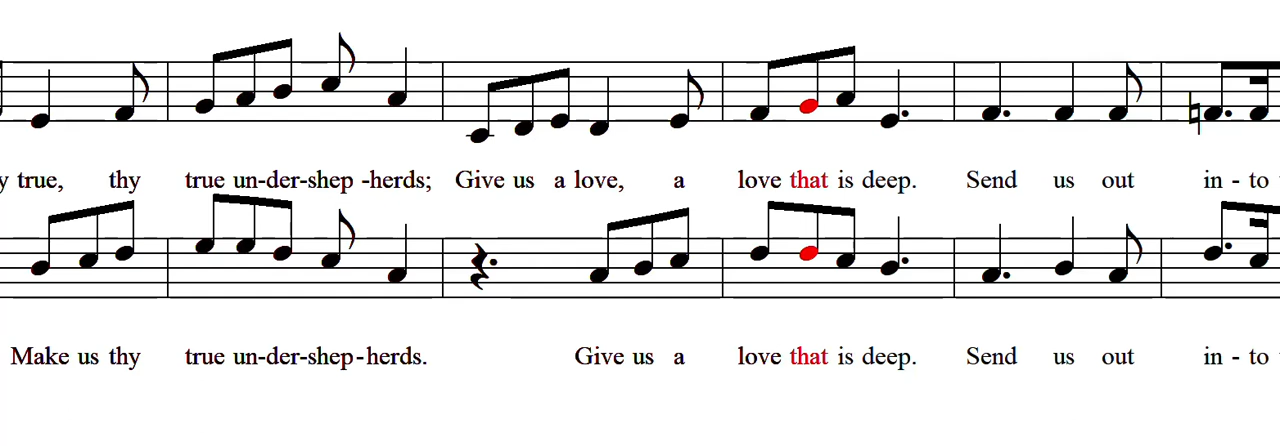 y true, thy true un-der-shep -herds; Give us a love, a love that is deep. Send us out in - to
Make us thy true un-der-shep-herds. Give us a love that is deep. Send us out in - to